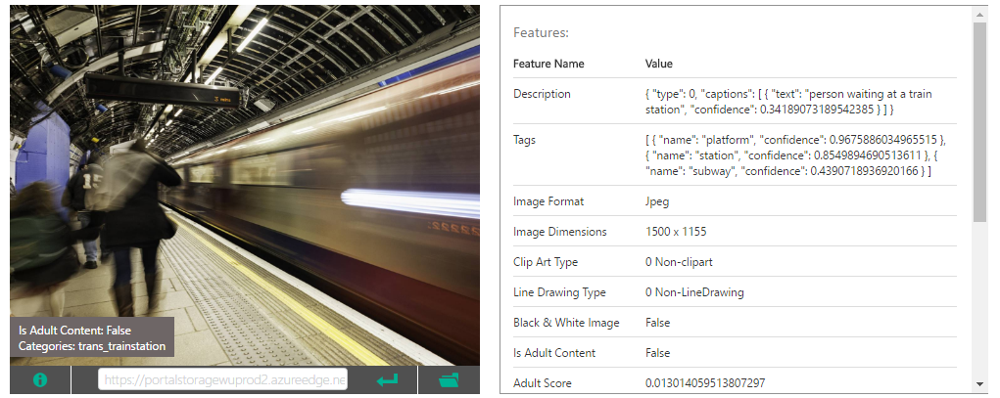 15
Is Adult Content: False
Categories: trans_trainstation
https://portalstoragewuprod2.azureedge.ne
Features:
Feature Name Value
Description { "type": 0, "captions": [ { "text": "person waiting at a train
station", "confidence": 0.34189073189542385 } ] }
Tags [ { "name": "platform", "confidence": 0.9675886034965515 },
{ "name": "station", "confidence": 0.8549894690513611 }, {
"name": "subway", "confidence": 0.4390718936920166 } ]
Image Format Jpeg
Image Dimensions 1500 x 1155
Clip Art Type 0 Non-clipart
Line Drawing Type 0 Non-LineDrawing
Black & White Image False
Is Adult Content False
Adult Score 0.013014059513807297